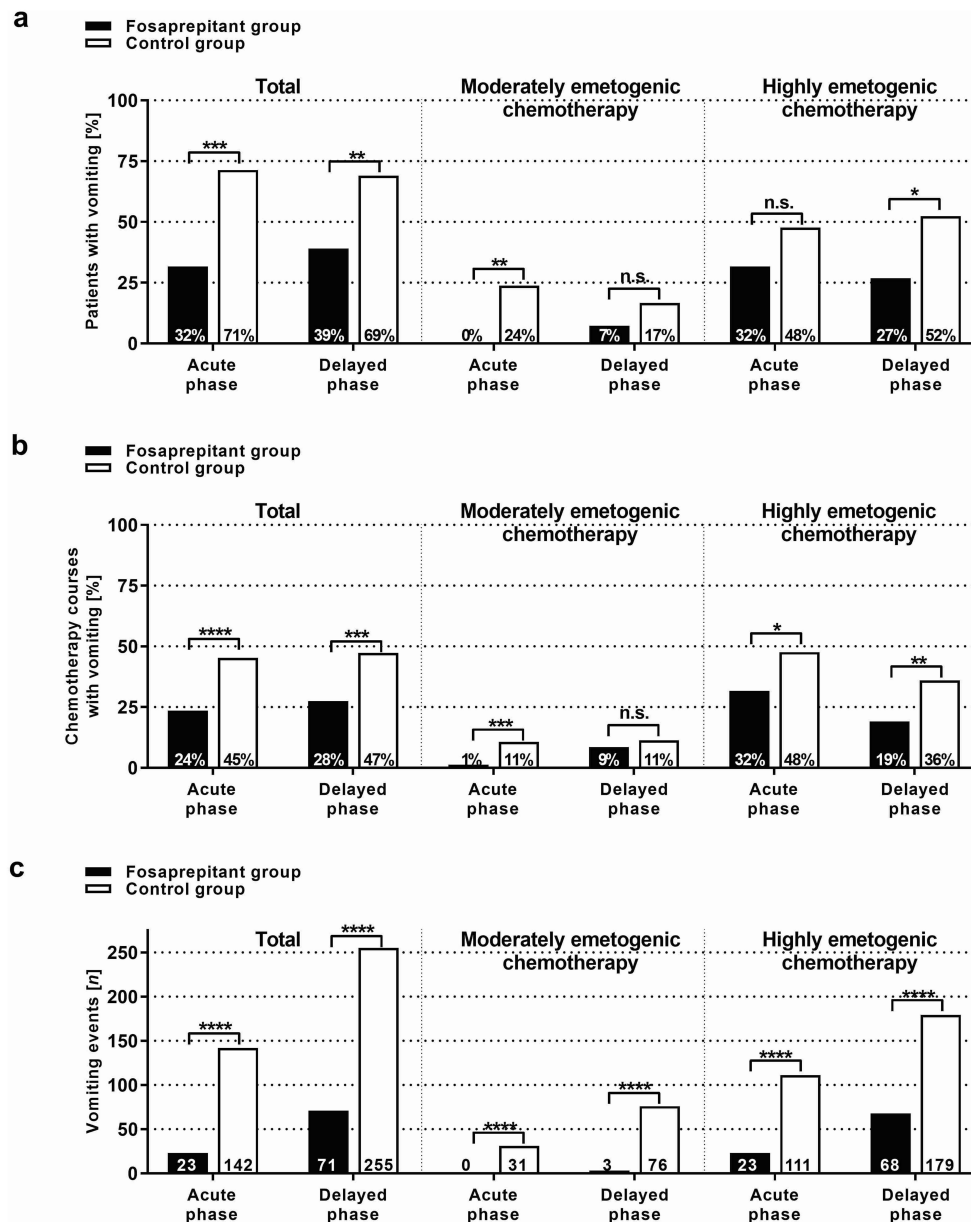 a
Fosaprepitant group
Control group
Total
Moderately emetogenic
chemotherapy
Highly emetogenic
chemotherapy
Patients with vomiting [%]
100
75
50
25
0
***
**
**
n.s.
n.s.
*
32% 71% 39% 69% 0% 24% 7% 17% 32% 48% 27% 52%
Acute
phase
Delayed
phase
Acute
phase
Delayed
phase
Acute
phase
Delayed
phase
b
Fosaprepitant group
Control group
Total
Moderately emetogenic
chemotherapy
Highly emetogenic
chemotherapy
Chemotherapy courses
with vomiting [%]
100
75
50
25
0
****
***
***
n.s.
*
**
24% 45% 28% 47% 1% 11% 9% 11% 32% 48% 19% 36%
Acute
phase
Delayed
phase
Acute
phase
Delayed
phase
Acute
phase
Delayed
phase
c
Fosaprepitant group
Control group
Total
Moderately emetogenic
chemotherapy
Highly emetogenic
chemotherapy
Vomiting events [n]
250
200
150
100
50
0
****
****
****
****
****
****
23 142 71 255 0 31 3 76 23 111 68 179
Acute
phase
Delayed
phase
Acute
phase
Delayed
phase
Acute
phase
Delayed
phase